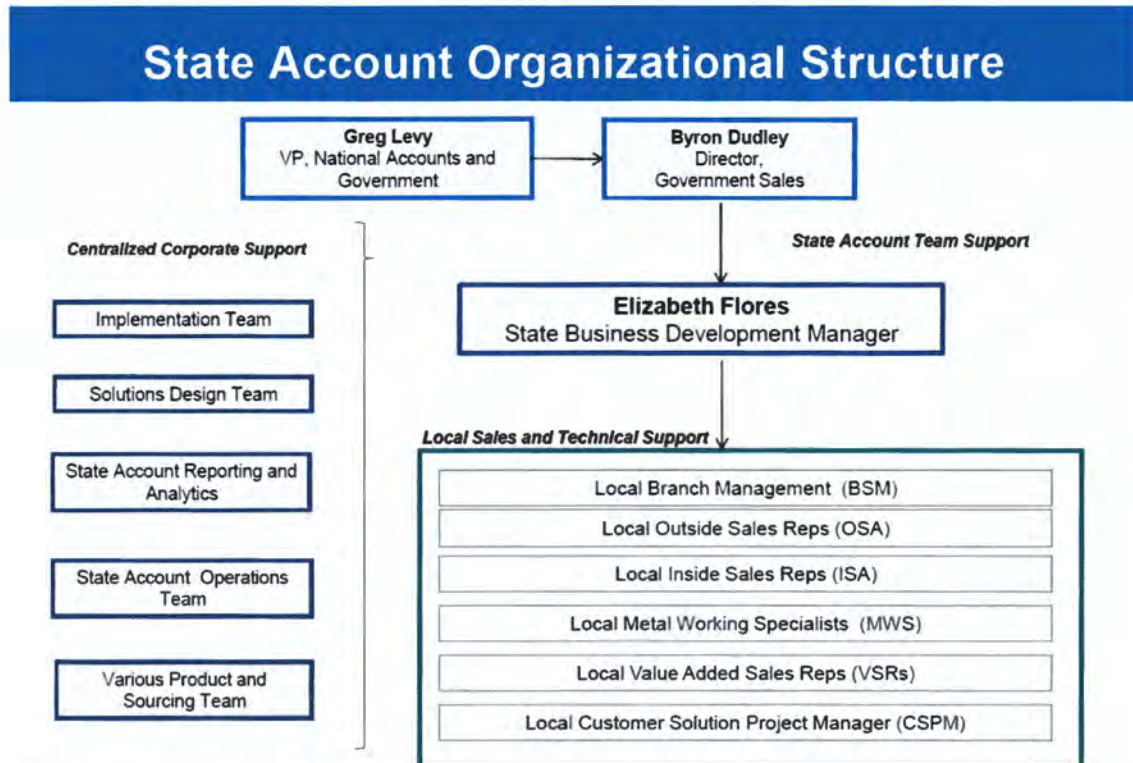 State Account Organizational Structure
Greg Levy
VP, National Accounts and
Government
Byron Dudley
Director,
Government Sales
Centralized Corporate Support
State Account Team Support
Implementation Team
Elizabeth Flores
State Business Development Manager
Solutions Design Team
Local Sales and Technical Support
State Account Reporting and
Analytics
State Account Operations
Team
Various Product and
Sourcing Team
Local Branch Management (BSM)
Local Outside Sales Reps (OSA)
Local Inside Sales Reps (ISA)
Local Metal Working Specialists (MWS)
Local Value Added Sales Reps (VSRs)
Local Customer Solution Project Manager (CSPM)